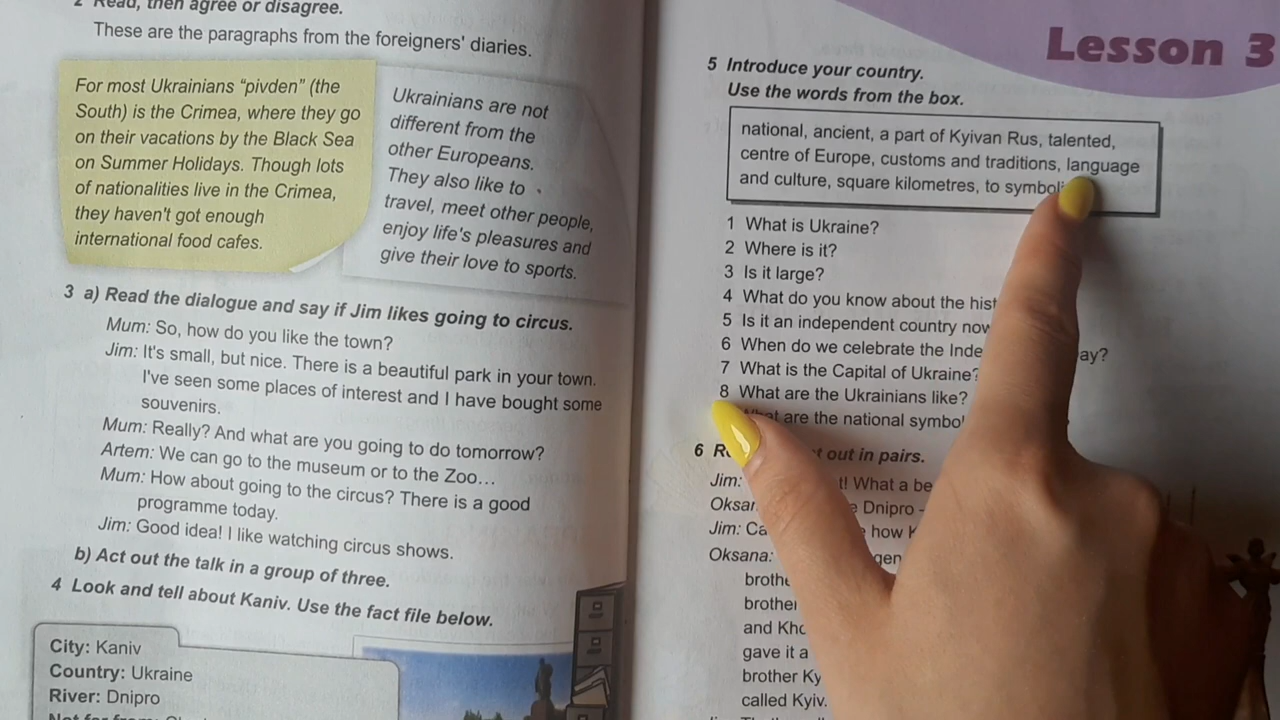 2 Read, then agree or disagree.
These are the paragraphs from the foreigners' diaries.
For most Ukrainians “pivden” (the
South) is the Crimea, where they go
on their vacations by the Black Sea
on Summer Holidays. Though lots
of nationalities live in the Crimea,
they haven't got enough
international food cafes.
Ukrainians are not
different from the
other Europeans.
They also like to
travel, meet other people,
enjoy life's pleasures and
give their love to sports.
3 a) Read the dialogue and say if Jim likes going to circus.
Mum: So, how do you like the town?
Jim: It's small, but nice. There is a beautiful park in your town.
I've seen some places of interest and I have bought some
souvenirs.
Mum: Really? And what are you going to do tomorrow?
Artem: We can go to the museum or to the Zoo...
Mum: How about going to the circus? There is a good
programme today.
Jim: Good idea! I like watching circus shows.
b) Act out the talk in a group of three.
4 Look and tell about Kaniv. Use the fact file below.
City: Kaniv
Country: Ukraine
River: Dnipro
Lesson 3
5 Introduce your country.
Use the words from the box.
national, ancient, a part of Kyivan Rus, talented,
centre of Europe, customs and traditions, language
and culture, square kilometres, to
1 What is Ukraine?
2 Where is it?
3 Is it large?
4 What do you know about the
5 Is it an independent country now
6 When do we celebrate the
7 What is the Capital of Ukraine?
8 What are the Ukrainians like?
are the national
6 out in pairs.
Jim: What a
Dnipro -
Jim: how
Oksana:
and
gave it a
brother
called Kyiv.